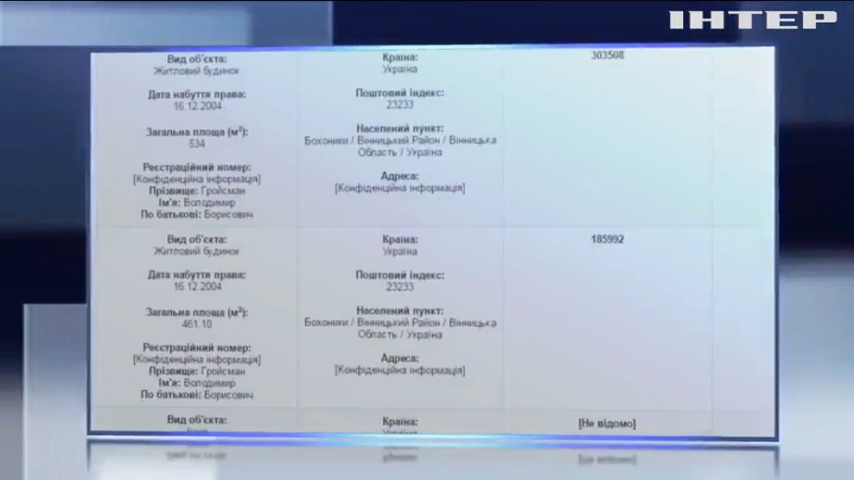 ІНТЕР
Вид об'єкта:
Житловий будинок
Дата набуття права:
16.12.2004
Загальна площа (м²):
534
Реєстраційний номер:
[Конфіденційна інформація]
Прізвище: Гройсман
Ім'я: Володимир
По батькові: Борисович
Країна:
Україна
Поштовий індекс:
23233
Населений пункт:
Бохоники / Вінницький Район / Вінницька
Область / Україна
Адреса:
[Конфіденційна інформація]
303508
Вид об'єкта:
Житловий будинок
Дата набуття права:
16.12.2004
Загальна площа (м²):
461,10
Реєстраційний номер:
[Конфіденційна інформація]
Прізвище: Гройсман
Ім'я: Володимир
По батькові: Борисович
Країна:
Україна
Поштовий індекс:
23233
Населений пункт:
Бохоники / Вінницький Район / Вінницька
Область / Україна
Адреса:
[Конфіденційна інформація]
185992
Вид об'єкта:
Країна:
[Не відомо]